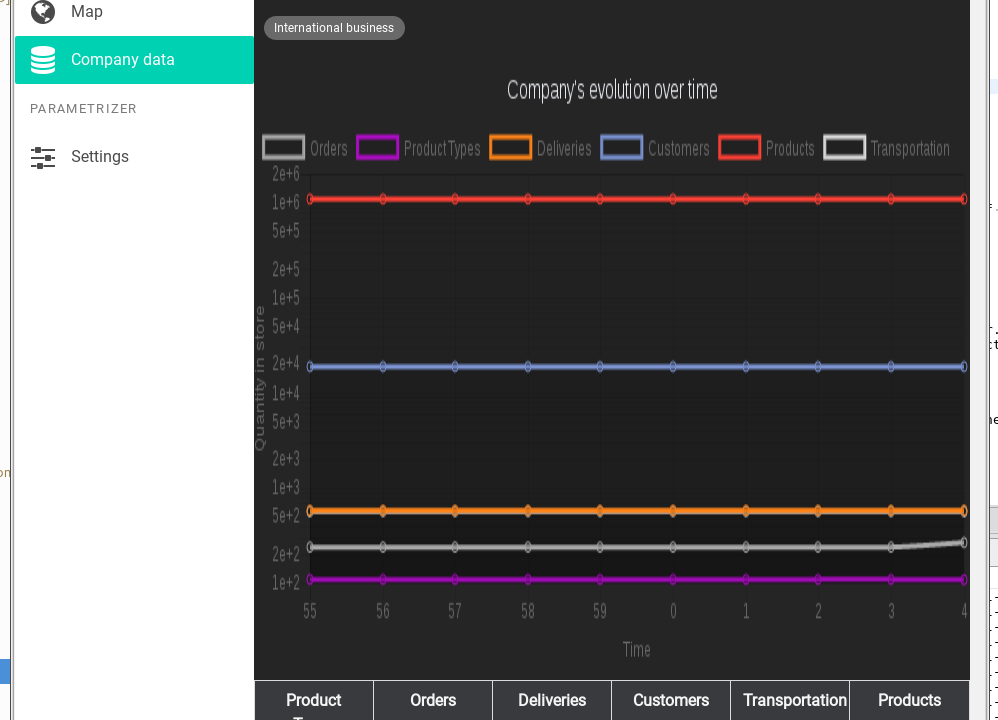 Map
Company data
PARAMETRIZER
Settings
International business
Company's evolution over time
Orders ProductTypes Deliveries Customers Products Transportation
2e+6
1e+6
5e+5
2e+5
1e+5
5e+4
2e+4
1e+4
5e+3
2e+3
1e+3
5e+2
2e+2
1e+2
Quantity in store
55 56 57 58 59 0 1 2 3 4
Time
Product Orders Deliveries Customers Transportation Products